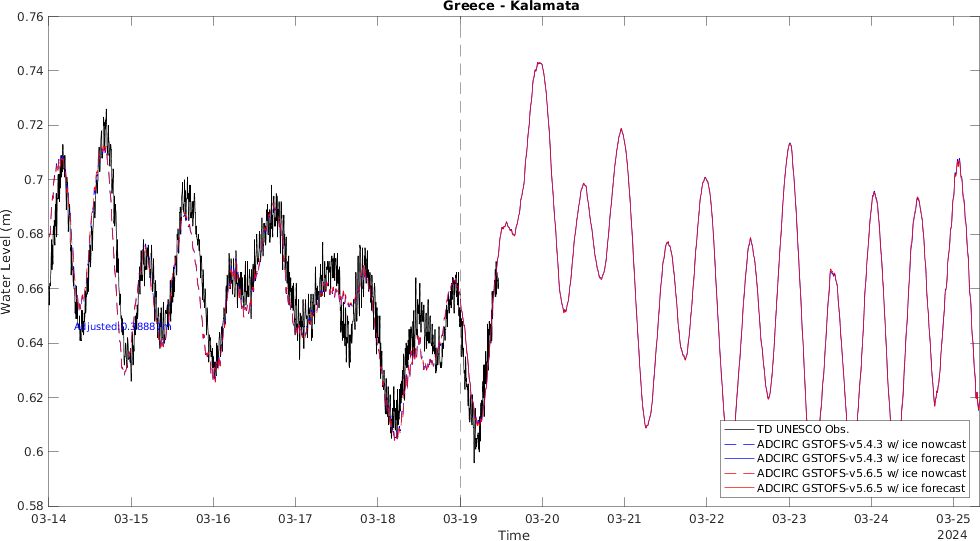 Greece - Kalamata
0.76
0.74
0.72
0.7
0.68
0.66
0.64
0.62
0.6
0.58
Water Level (m)
TD UNESCO Obs.
ADCIRC GSTOFS-v5.4.3 w/ ice nowcast
ADCIRC GSTOFS-v5.4.3 w/ ice forecast
ADCIRC GSTOFS-v5.6.5 w/ ice nowcast
ADCIRC GSTOFS-v5.6.5 w/ ice forecast
03-14 03-15 03-16 03-17 03-18 03-19 03-20 03-21 03-22 03-23 03-24 03-25
Time
2024